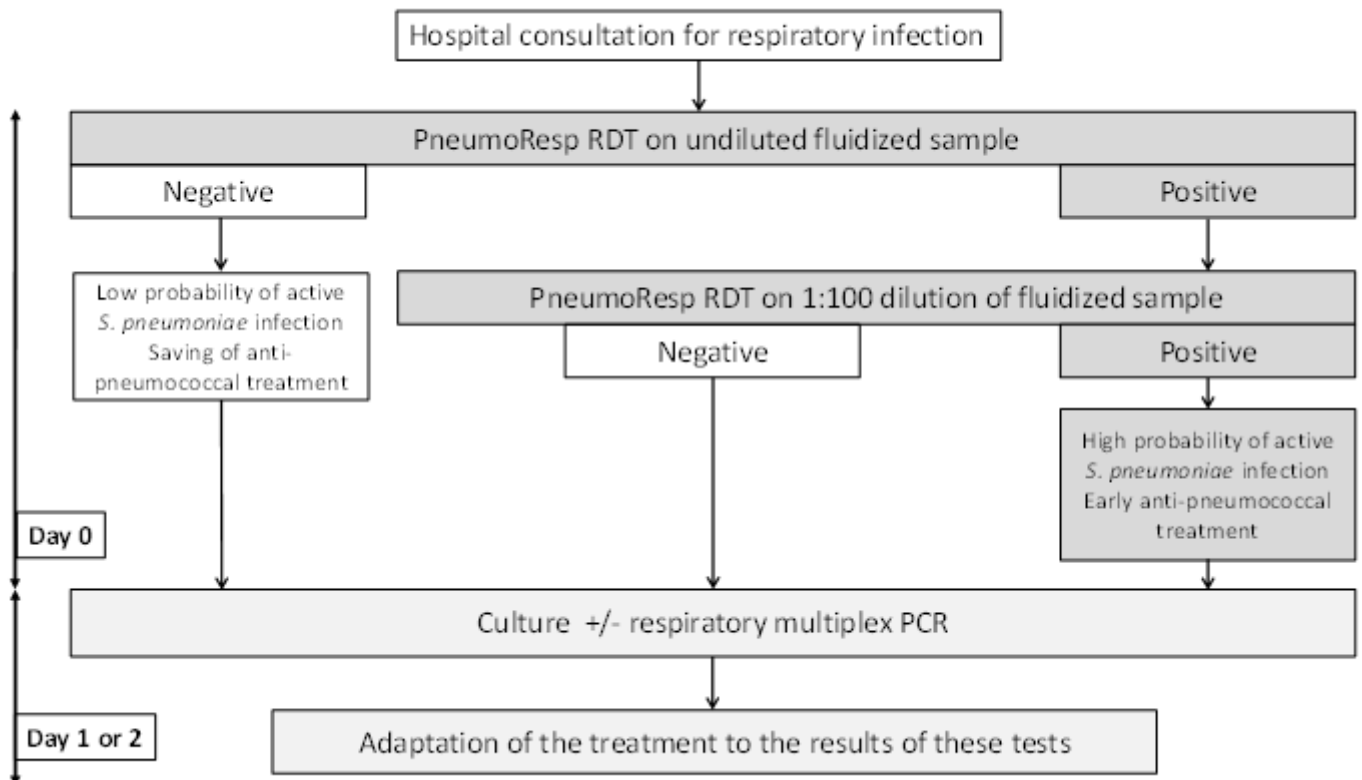 Hospital consultation for respiratory infection
PneumoResp RDT on undiluted fluidized sample
Negative
Positive
Low probability of active
S. pneumoniae infection
Saving of anti-
pneumococcal treatment
PneumoResp RDT on 1:100 dilution of fluidized sample
Negative
Positive
High probability of active
S. pneumoniae infection
Early anti-pneumococcal
treatment
Day 0
Culture +/- respiratory multiplex PCR
Day 1 or 2
Adaptation of the treatment to the results of these tests